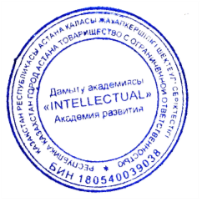 ҚАЗАҚСТАН РЕСПУБЛИКАСЫ АСТАНА ҚАЛАСЫ ЖАУАПКЕРШІЛІГІ ШЕКТЕУЛІ СЕРІКТЕСТІГІ
РЕСПУБЛИКА КАЗАХСТАН ГОРОД АСТАНА ТОВАРИЩЕСТВО С ОГРАНИЧЕННОЙ ОТВЕТСТВЕННОСТЬЮ
Дамыту академиясы
«INTELLECTUAL»
Академия развития
БИН 180540039038